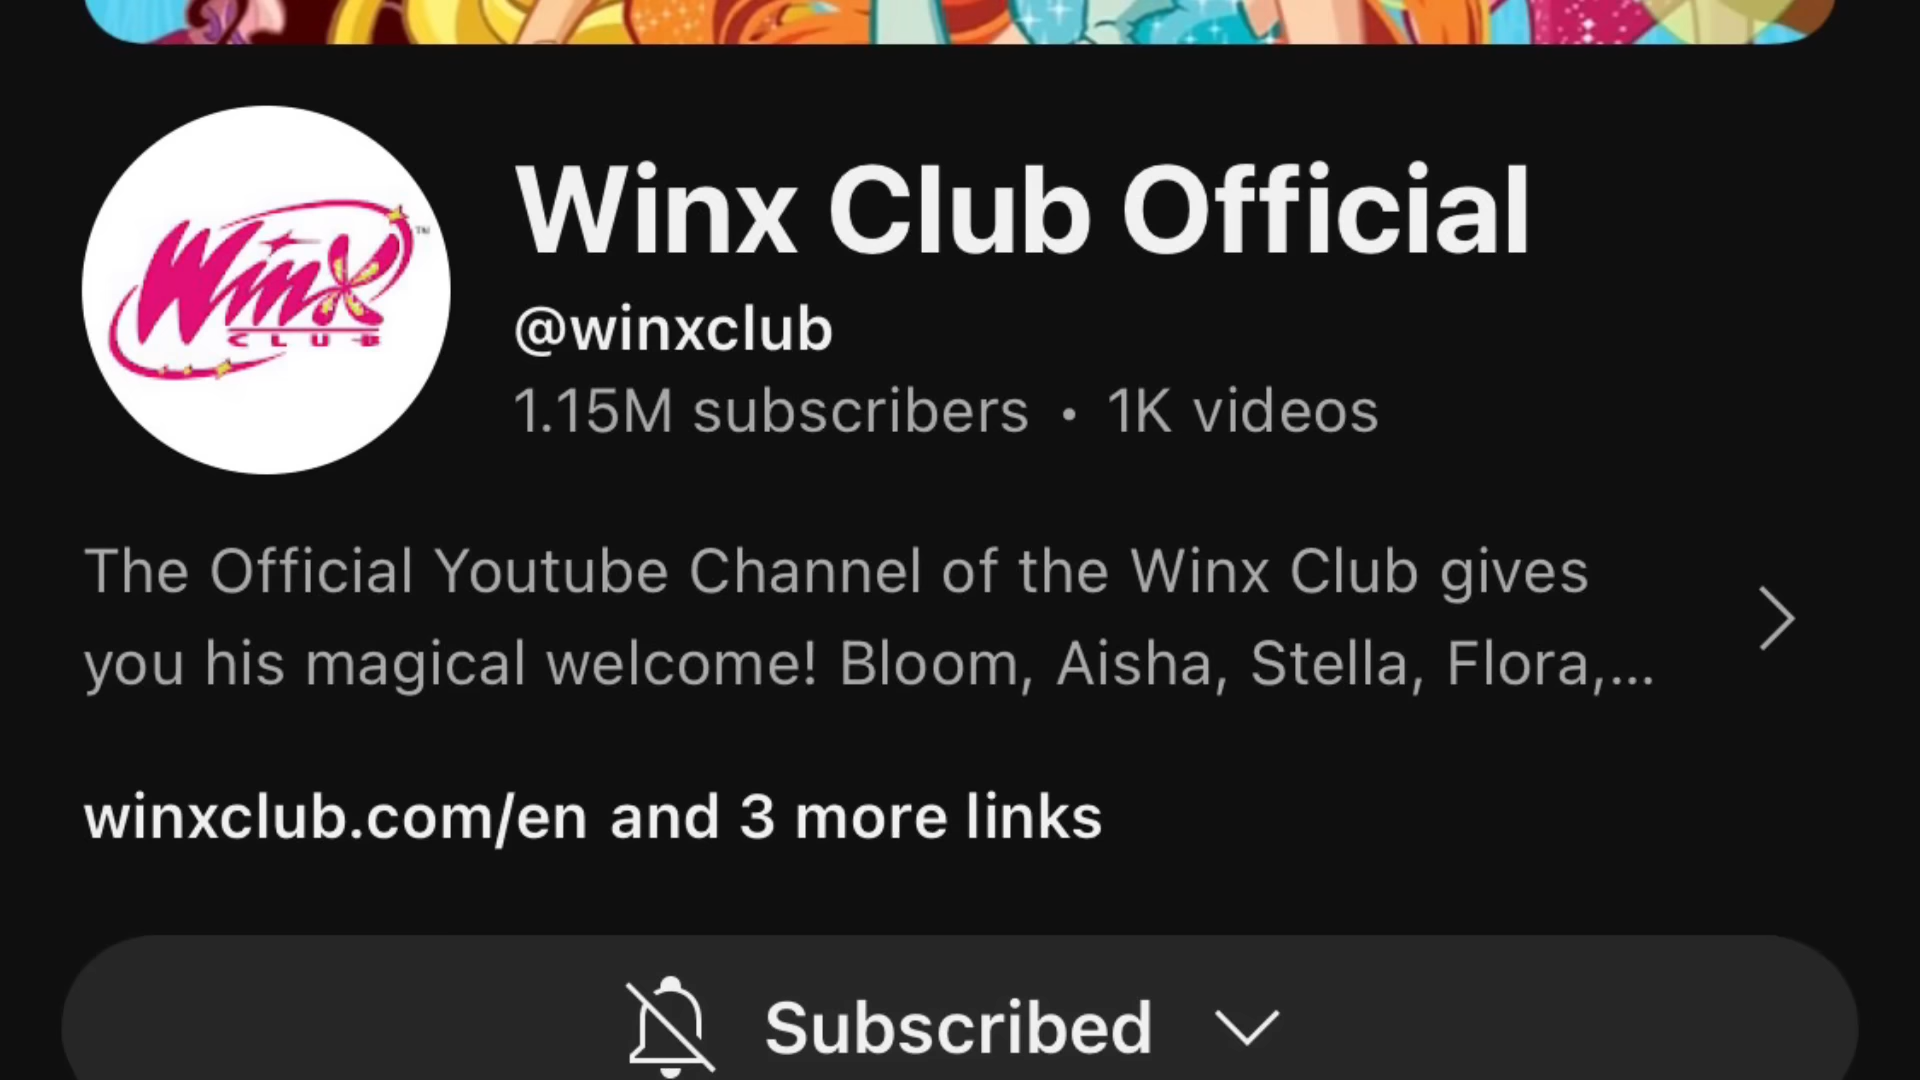 Winx
CLUB
TM
Winx Club Official
@winxclub
1.15M subscribers • 1K videos
The Official Youtube Channel of the Winx Club gives
you his magical welcome! Bloom, Aisha, Stella, Flora,...
winxclub.com/en and 3 more links
Subscribed